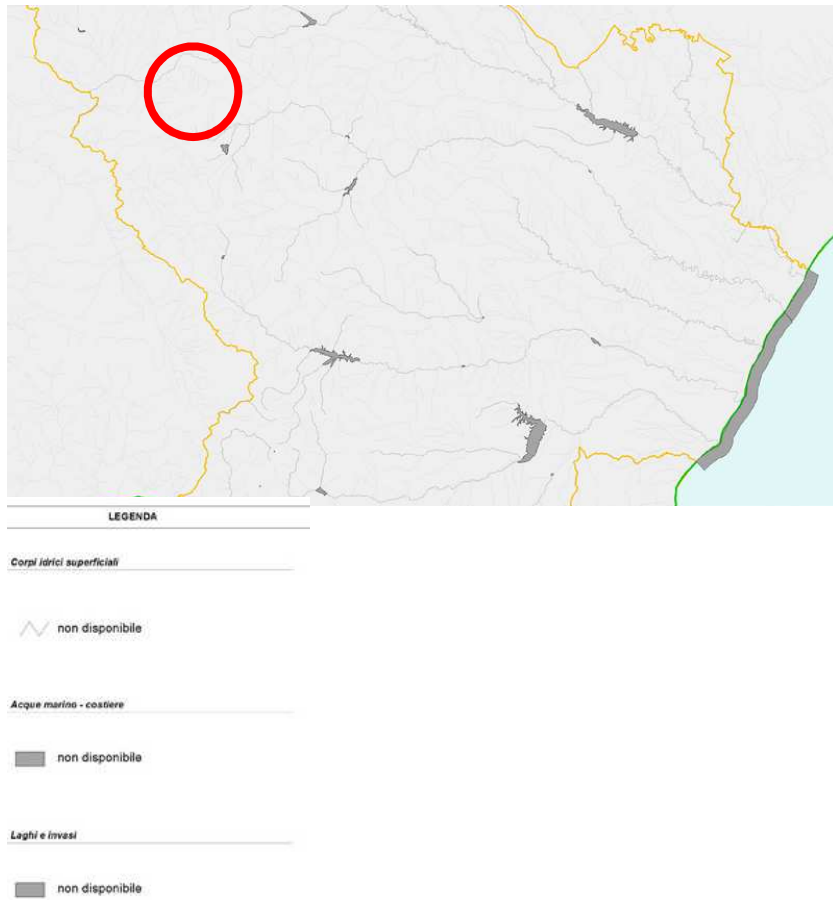 LEGENDA
Corpi idrici superficiali
non disponibile
Acque marino - costiere
non disponibile
Laghi e invasi
non disponibile